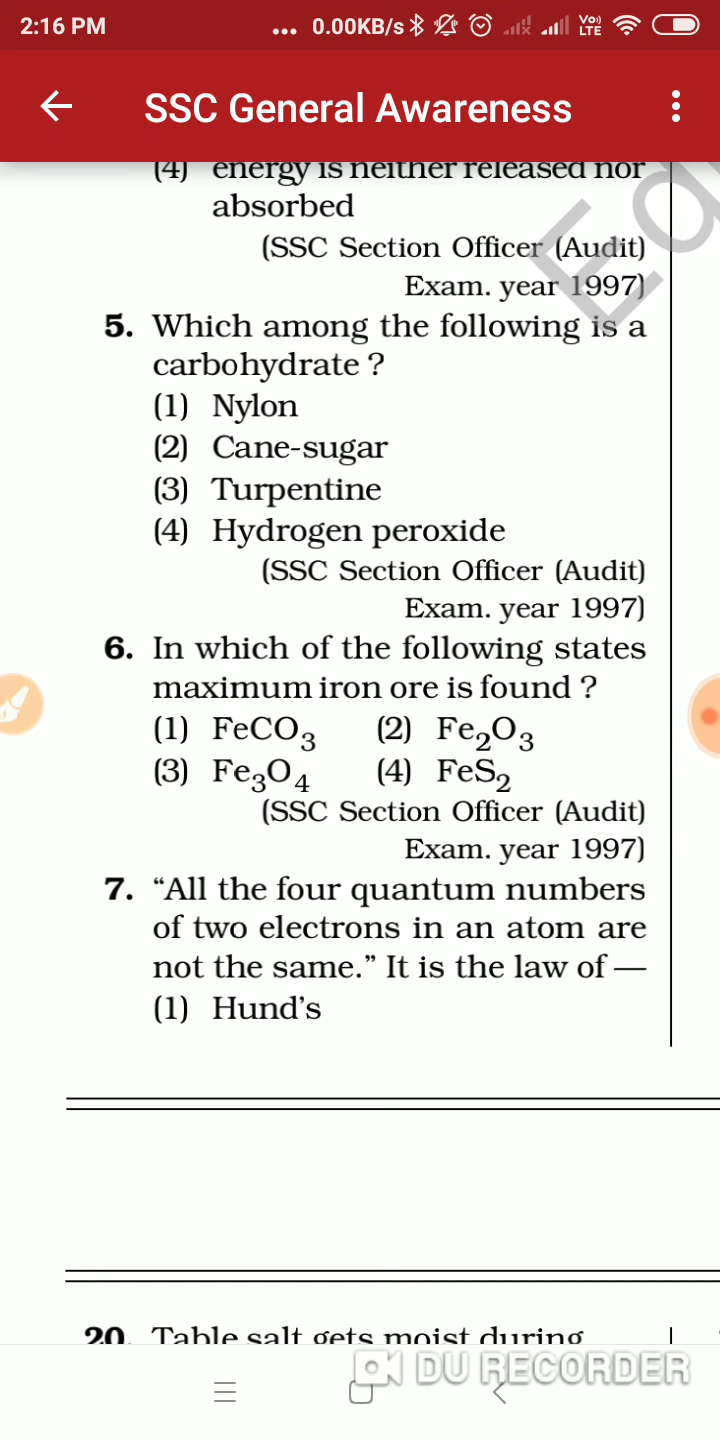 2:16 PM
... 0.00KB/s Vo)) LTE
SSC General Awareness
(4) energy is neither released nor
absorbed
(SSC Section Officer (Audit)
Exam. year 1997)
5. Which among the following is a
carbohydrate ?
(1) Nylon
(2) Cane-sugar
(3) Turpentine
(4) Hydrogen peroxide
(SSC Section Officer (Audit)
Exam. year 1997)
6. In which of the following states
maximum iron ore is found ?
(1) FeCO₃ (2) Fe₂O₃
(3) Fe₃O₄ (4) FeS₂
(SSC Section Officer (Audit)
Exam. year 1997)
7. “All the four quantum numbers
of two electrons in an atom are
not the same.” It is the law of —
(1) Hund’s
20. Table salt gets moist during
DU RECORDER